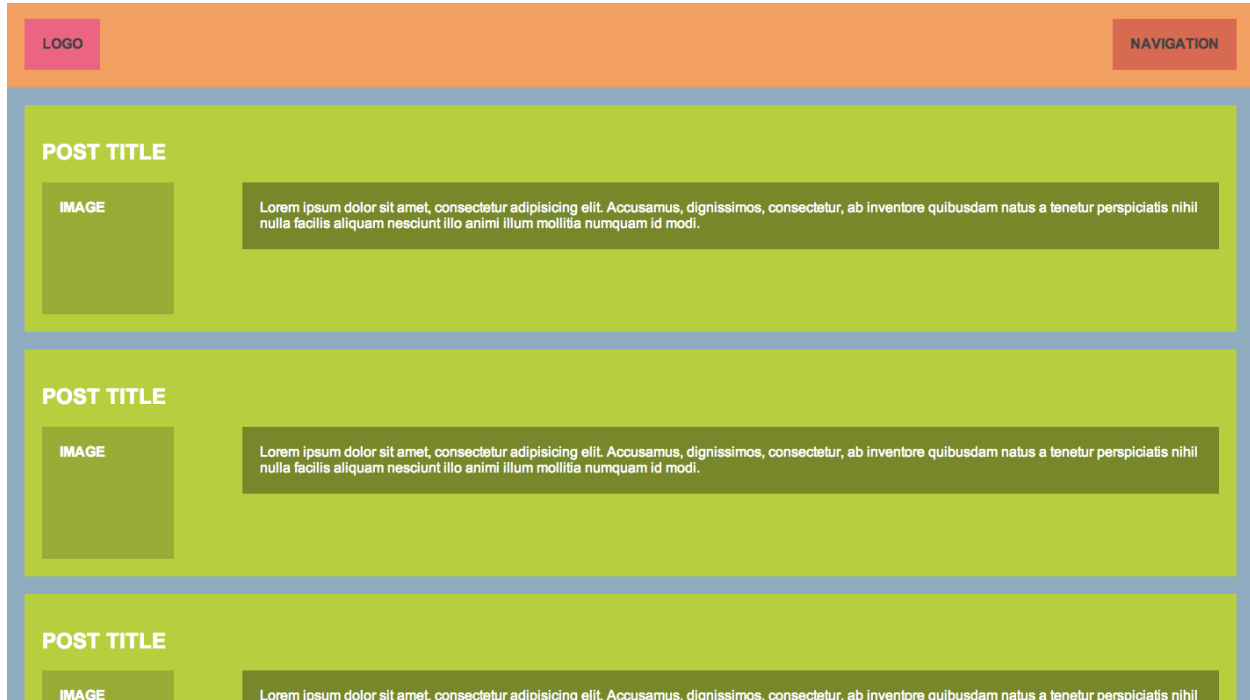 LOGO
NAVIGATION
POST TITLE
IMAGE
Lorem ipsum dolor sit amet, consectetur adipisicing elit. Accusamus, dignissimos, consectetur, ab inventore quibusdam natus a tenetur perspiciatis nihil
nulla facilis aliquam nesciunt illo animi illum mollitia numquam id modi.
POST TITLE
IMAGE
Lorem ipsum dolor sit amet, consectetur adipisicing elit. Accusamus, dignissimos, consectetur, ab inventore quibusdam natus a tenetur perspiciatis nihil
nulla facilis aliquam nesciunt illo animi illum mollitia numquam id modi.
POST TITLE
IMAGE
Lorem ipsum dolor sit amet, consectetur adipisicing elit. Accusamus, dignissimos, consectetur, ab inventore quibusdam natus a tenetur perspiciatis nihil